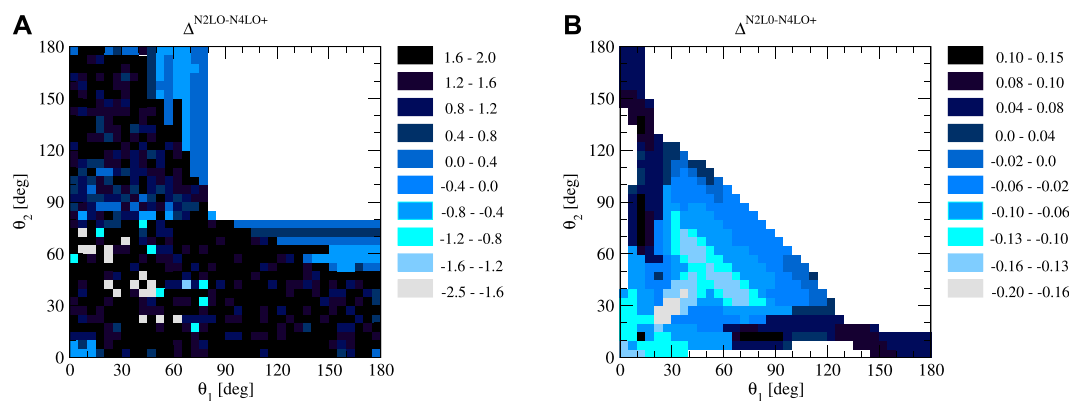 A
Δ^N2LO-N4LO+
180
150
120
90
60
30
0
θ_2 [deg]
0 30 60 90 120 150 180
θ_1 [deg]
1.6 - 2.0
1.2 - 1.6
0.8 - 1.2
0.4 - 0.8
0.0 - 0.4
-0.4 - 0.0
-0.8 - -0.4
-1.2 - -0.8
-1.6 - -1.2
-2.5 - -1.6
B
Δ^N2L0-N4LO+
180
150
120
90
60
30
0
θ_2 [deg]
0 30 60 90 120 150 180
θ_1 [deg]
0.10 - 0.15
0.08 - 0.10
0.04 - 0.08
0.0 - 0.04
-0.02 - 0.0
-0.06 - -0.02
-0.10 - -0.06
-0.13 - -0.10
-0.16 - -0.13
-0.20 - -0.16